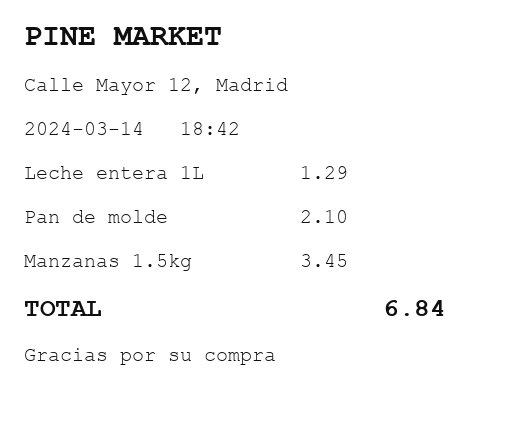 PINE MARKET
Calle Mayor 12, Madrid
2024-03-14   18:42
Leche entera 1L        1.29
Pan de molde           2.10
Manzanas 1.5kg         3.45
TOTAL                  6.84
Gracias por su compra